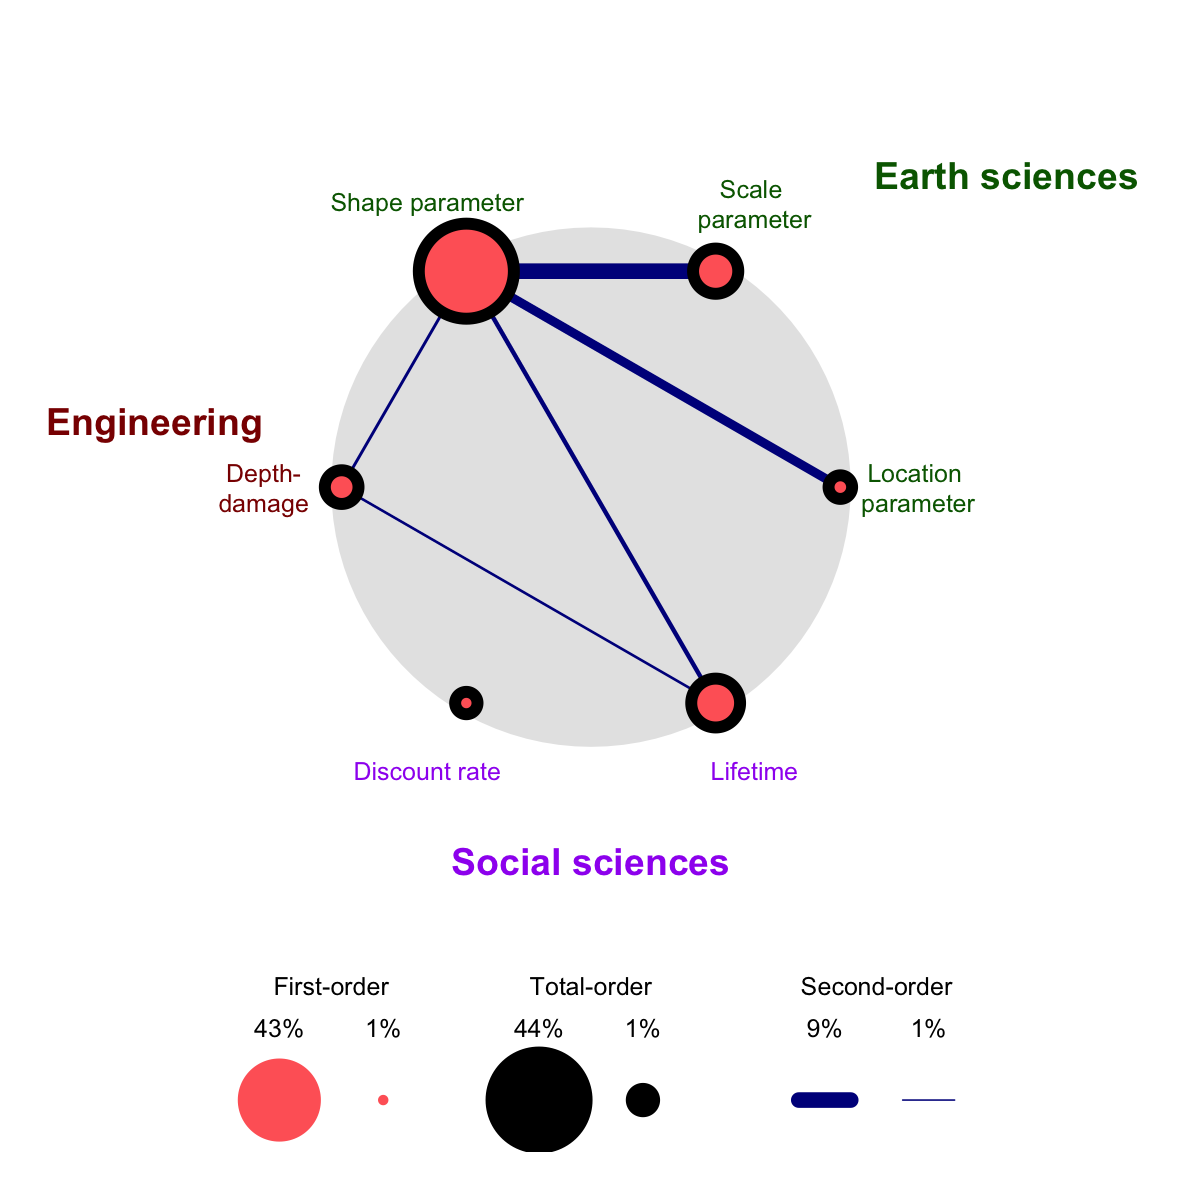 Earth sciences
Scale
parameter
Shape parameter
Engineering
Depth-
damage
Location
parameter
Discount rate
Lifetime
Social sciences
First-order
Total-order
Second-order
43%
1%
44%
1%
9%
1%